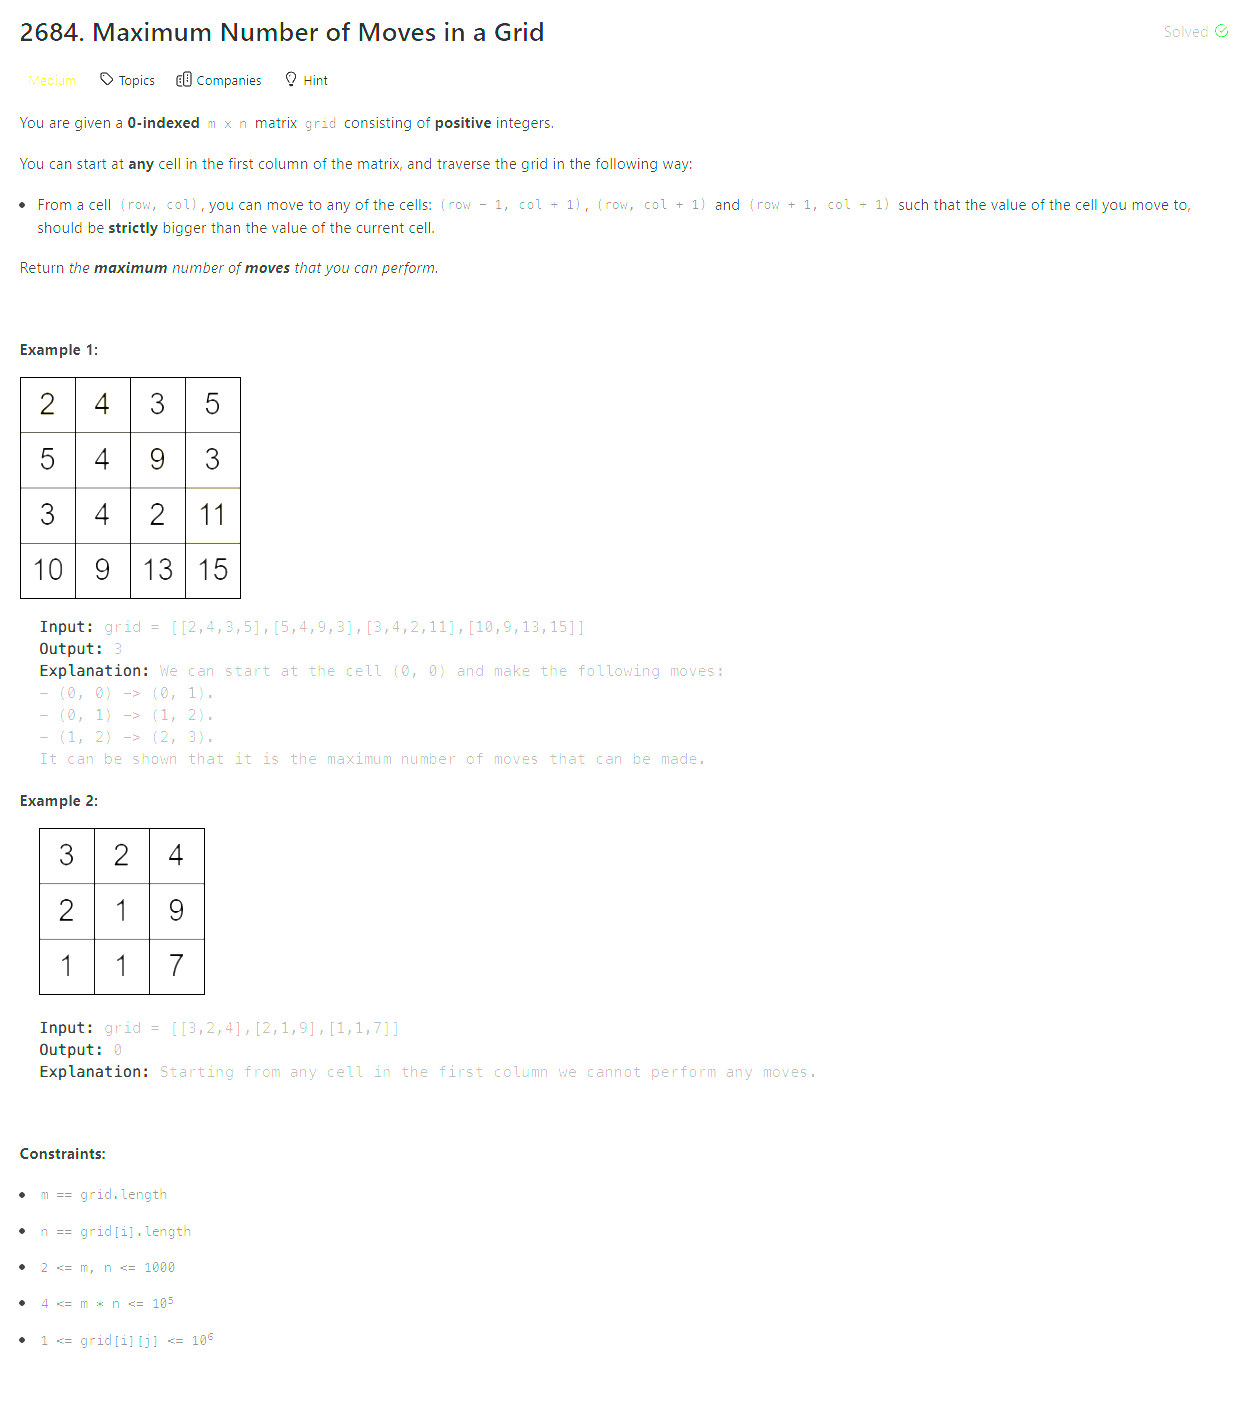 2684. Maximum Number of Moves in a Grid
Solved
Medium Topics Companies Hint
You are given a 0-indexed m x n matrix grid consisting of positive integers.
You can start at any cell in the first column of the matrix, and traverse the grid in the following way:
• From a cell (row, col), you can move to any of the cells: (row - 1, col + 1), (row, col + 1) and (row + 1, col + 1) such that the value of the cell you move to,
should be strictly bigger than the value of the current cell.
Return the maximum number of moves that you can perform.
Example 1:
2 4 3 5
5 4 9 3
3 4 2 11
10 9 13 15
Input: grid = [[2,4,3,5],[5,4,9,3],[3,4,2,11],[10,9,13,15]]
Output: 3
Explanation: We can start at the cell (0, 0) and make the following moves:
- (0, 0) -> (0, 1).
- (0, 1) -> (1, 2).
- (1, 2) -> (2, 3).
It can be shown that it is the maximum number of moves that can be made.
Example 2:
3 2 4
2 1 9
1 1 7
Input: grid = [[3,2,4],[2,1,9],[1,1,7]]
Output: 0
Explanation: Starting from any cell in the first column we cannot perform any moves.
Constraints:
• m == grid.length
• n == grid[i].length
• 2 <= m, n <= 1000
• 4 <= m * n <= 10⁵
• 1 <= grid[i][j] <= 10⁶